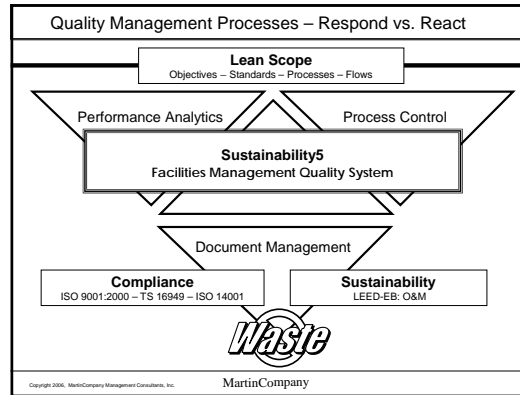 Quality Management Processes – Respond vs. React
Lean Scope
Objectives – Standards – Processes – Flows
Performance Analytics
Process Control
Sustainability5
Facilities Management Quality System
Document Management
Compliance
ISO 9001:2000 – TS 16949 – ISO 14001
Sustainability
LEED-EB: O&M
Waste
Copyright 2006, MartinCompany Management Consultants, Inc.
MartinCompany